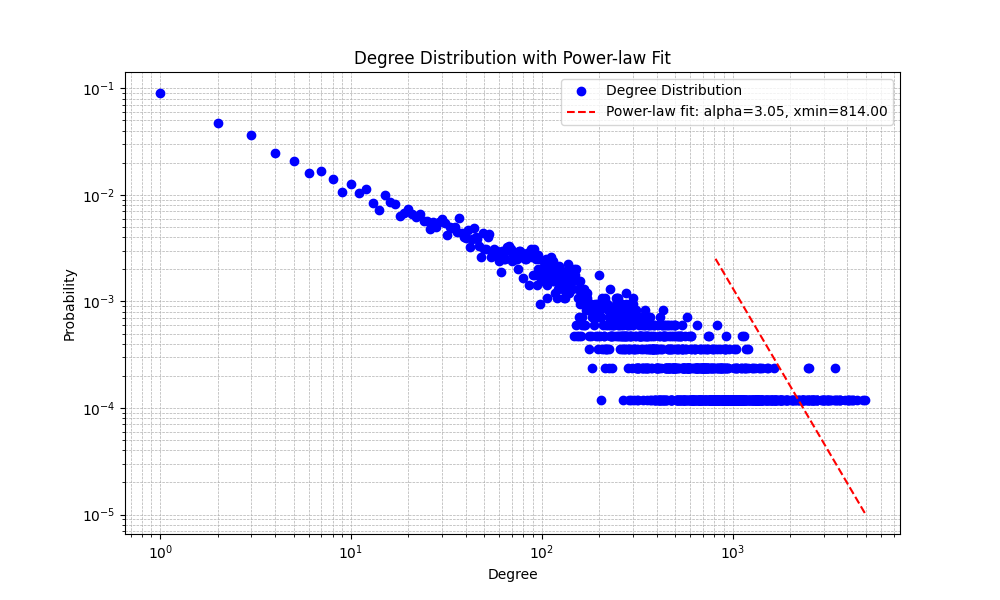 Degree Distribution with Power-law Fit
Degree Distribution
Power-law fit: alpha=3.05, xmin=814.00
Probability
10⁻¹
10⁻²
10⁻³
10⁻⁴
10⁻⁵
10⁰ 10¹ 10² 10³
Degree